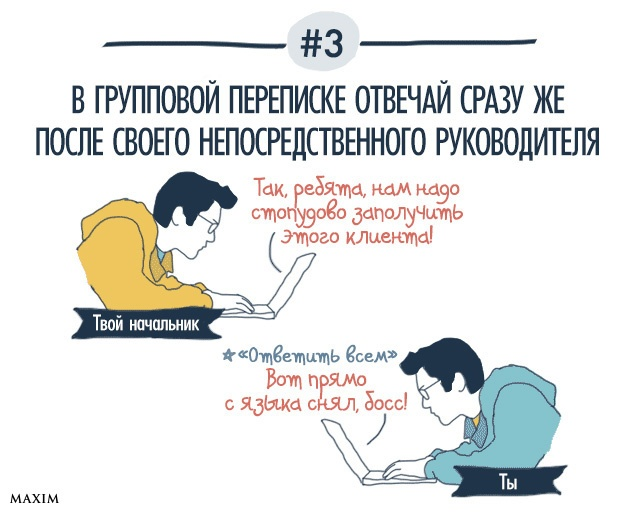 #3
В ГРУППОВОЙ ПЕРЕПИСКЕ ОТВЕЧАЙ СРАЗУ ЖЕ
ПОСЛЕ СВОЕГО НЕПОСРЕДСТВЕННОГО РУКОВОДИТЕЛЯ
Так, ребята, нам надо
стопудово заполучить
этого клиента!
Твой начальник
★«Ответить всем»
Вот прямо
с языка снял, босс!
Ты
MAXIM